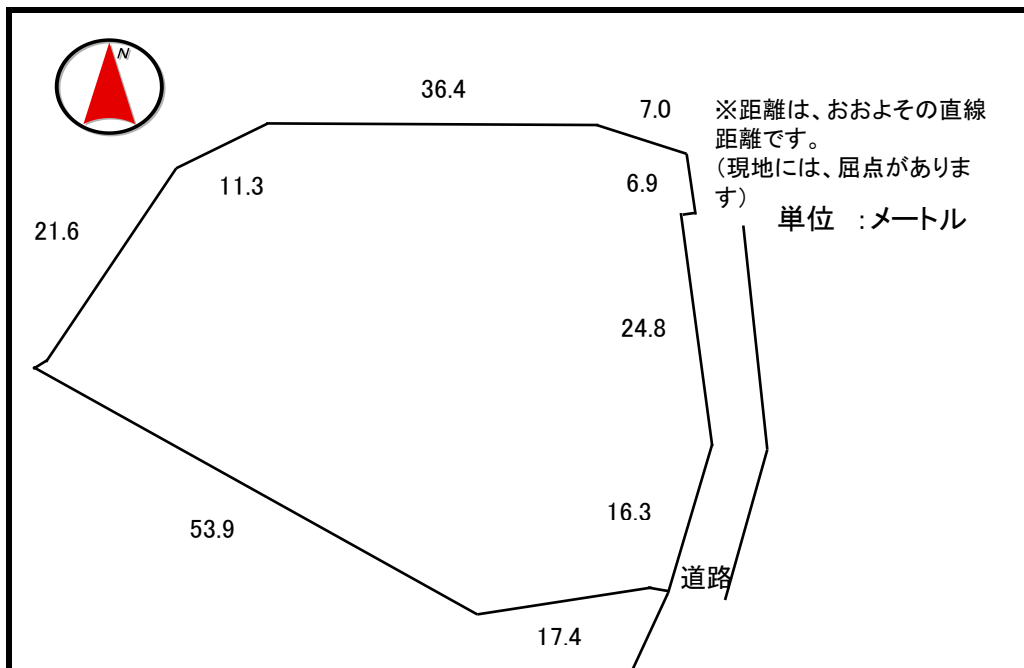 N
36.4
7.0
※距離は、おおよその直線
距離です。
（現地には、屈点がありま
す）
単位　：メートル
11.3
6.9
21.6
24.8
16.3
53.9
道路
17.4